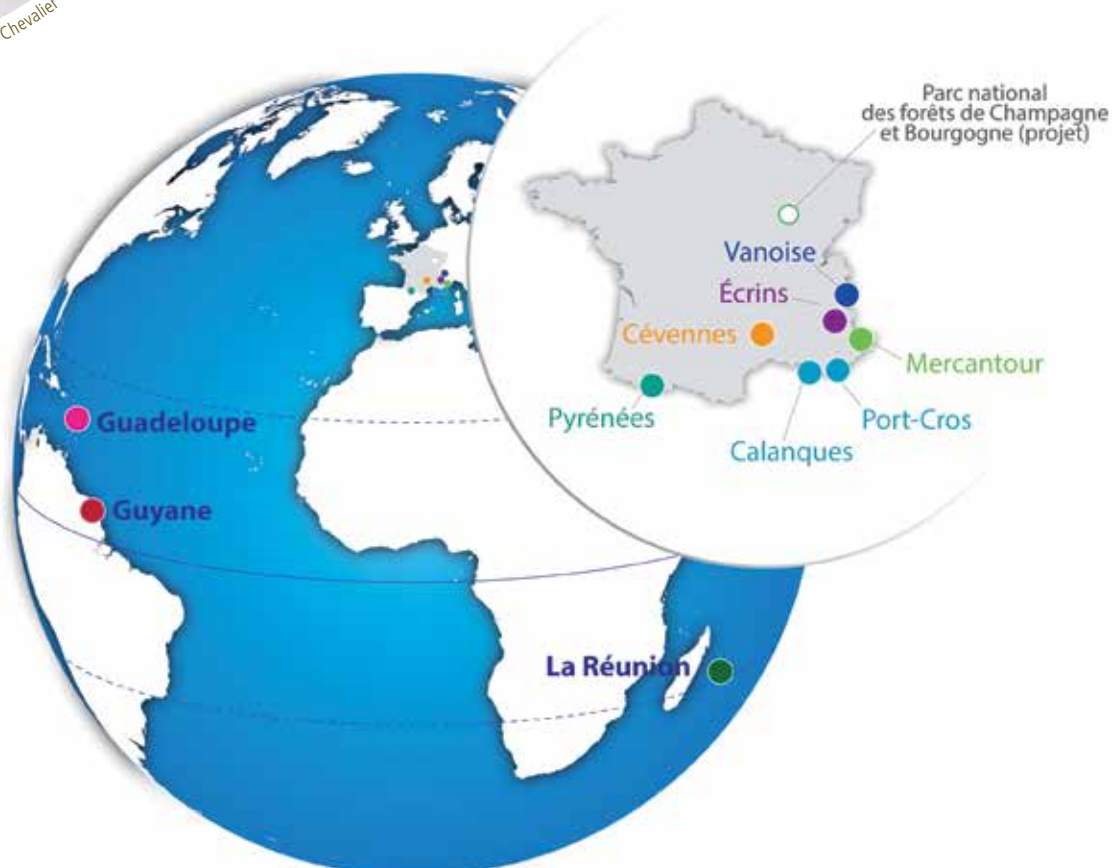 Chevalier
Parc national
des forêts de Champagne
et Bourgogne (projet)
Vanoise
Écrins
Cévennes
Mercantour
Pyrénées
Port-Cros
Calanques
Guadeloupe
Guyane
La Réunion